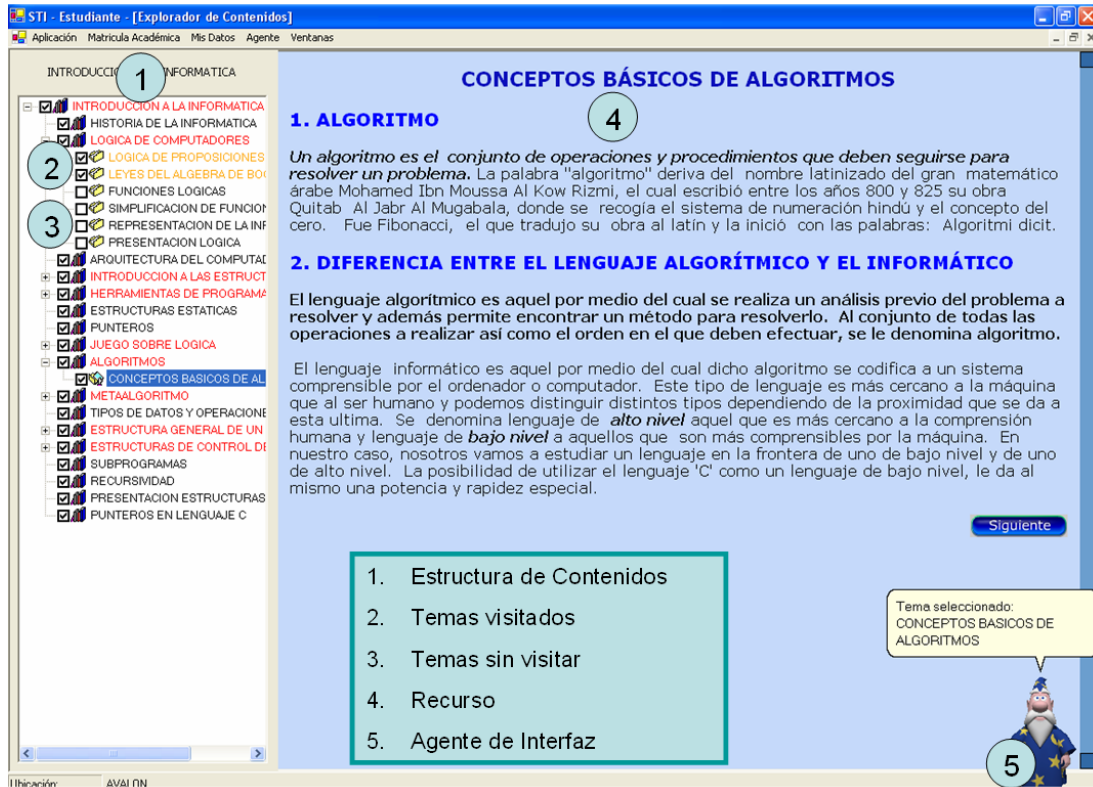 STI - Estudiante - [Explorador de Contenidos]
Aplicación Matricula Académica Mis Datos Agente Ventanas
INTRODUCCI 1 NFORMATICA
INTRODUCCION A LA INFORMATICA
HISTORIA DE LA INFORMATICA
LOGICA DE COMPUTADORES
2 LOGICA DE PROPOSICIONES
LEYES DEL ALGEBRA DE BOO
FUNCIONES LOGICAS
SIMPLIFICACION DE FUNCION
3 REPRESENTACION DE LA INF
PRESENTACION LOGICA
ARQUITECTURA DEL COMPUTAD
INTRODUCCION A LAS ESTRUCT
HERRAMIENTAS DE PROGRAMA
ESTRUCTURAS ESTATICAS
PUNTEROS
JUEGO SOBRE LOGICA
ALGORITMOS
CONCEPTOS BASICOS DE AL
METAALGORITMO
TIPOS DE DATOS Y OPERACIONE
ESTRUCTURA GENERAL DE UN
ESTRUCTURAS DE CONTROL DE
SUBPROGRAMAS
RECURSIVIDAD
PRESENTACION ESTRUCTURAS
PUNTEROS EN LENGUAJE C
CONCEPTOS BÁSICOS DE ALGORITMOS
1. ALGORITMO
4
Un algoritmo es el conjunto de operaciones y procedimientos que deben seguirse para
resolver un problema. La palabra "algoritmo" deriva del nombre latinizado del gran matemático
árabe Mohamed Ibn Moussa Al Kow Rizmi, el cual escribió entre los años 800 y 825 su obra
Quitab Al Jabr Al Mugabala, donde se recogía el sistema de numeración hindú y el concepto del
cero. Fue Fibonacci, el que tradujo su obra al latín y la inició con las palabras: Algoritmi dicit.
2. DIFERENCIA ENTRE EL LENGUAJE ALGORÍTMICO Y EL INFORMÁTICO
El lenguaje algorítmico es aquel por medio del cual se realiza un análisis previo del problema a
resolver y además permite encontrar un método para resolverlo. Al conjunto de todas las
operaciones a realizar así como el orden en el que deben efectuar, se le denomina algoritmo.
El lenguaje informático es aquel por medio del cual dicho algoritmo se codifica a un sistema
comprensible por el ordenador o computador. Este tipo de lenguaje es más cercano a la máquina
que al ser humano y podemos distinguir distintos tipos dependiendo de la proximidad que se da a
esta ultima. Se denomina lenguaje de alto nivel aquel que es más cercano a la comprensión
humana y lenguaje de bajo nivel a aquellos que son más comprensibles por la máquina. En
nuestro caso, nosotros vamos a estudiar un lenguaje en la frontera de uno de bajo nivel y de uno
de alto nivel. La posibilidad de utilizar el lenguaje 'C' como un lenguaje de bajo nivel, le da al
mismo una potencia y rapidez especial.
Siguiente
1. Estructura de Contenidos
2. Temas visitados
3. Temas sin visitar
4. Recurso
5. Agente de Interfaz
Tema seleccionado:
CONCEPTOS BASICOS DE
ALGORITMOS
5
Ubicación: AVALON